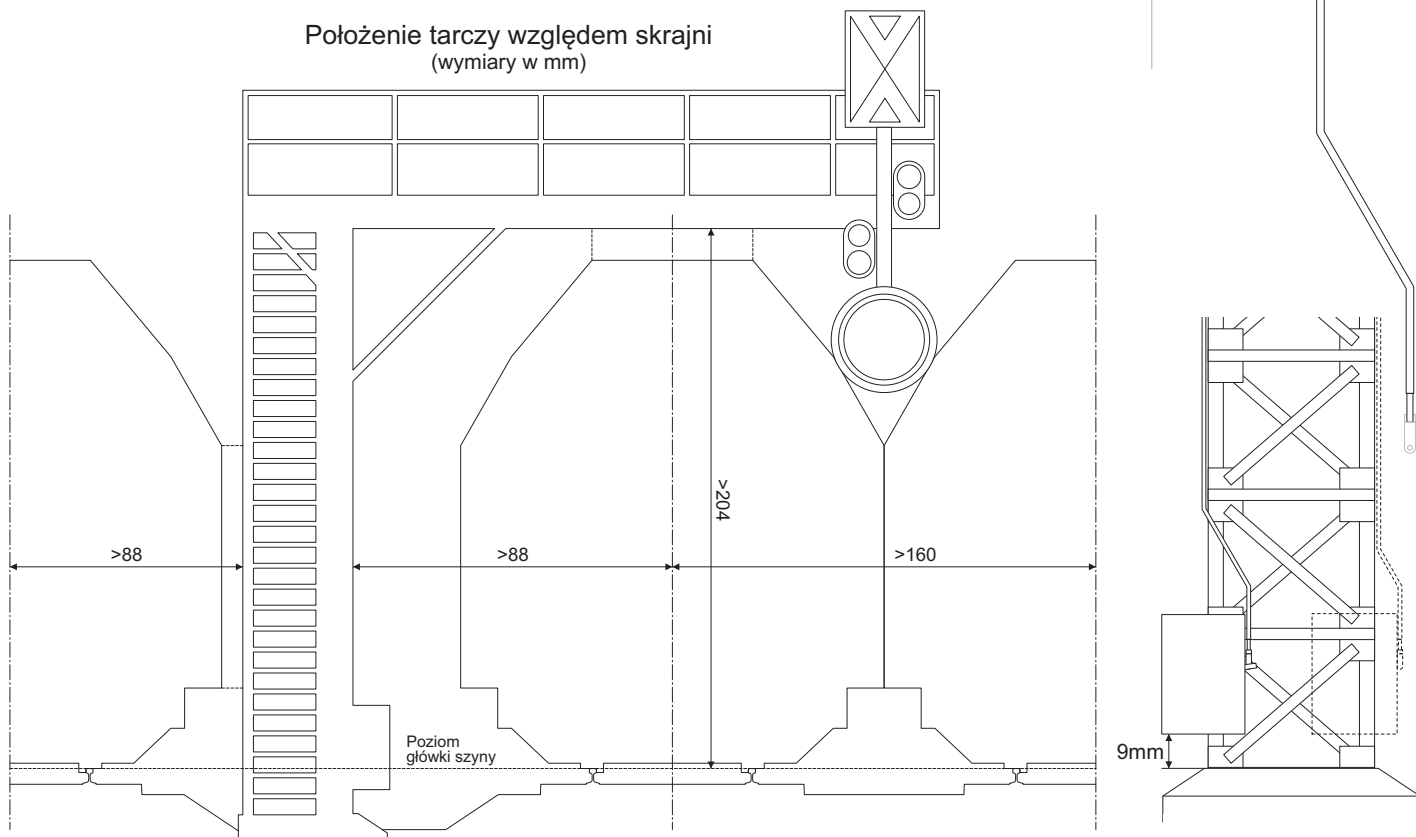 Położenie tarczy względem skrajni
(wymiary w mm)
>204
>88
>88
>160
Poziom
główki szyny
9mm